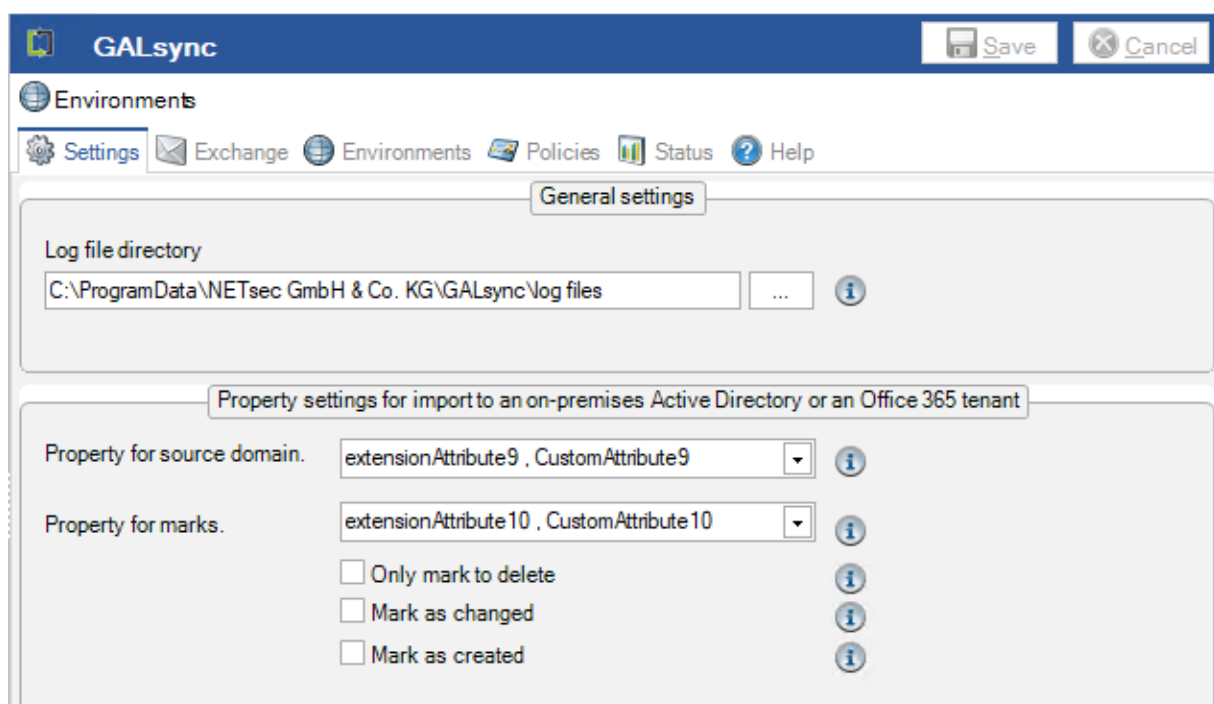 GALsync
Save
Cancel
Environments
Settings Exchange Environments Policies Status Help
General settings
Log file directory
C:\ProgramData\NETsec GmbH & Co. KG\GALsync\log files
...
Property settings for import to an on-premises Active Directory or an Office 365 tenant
Property for source domain.
extensionAttribute9 , CustomAttribute9
Property for marks.
extensionAttribute10 , CustomAttribute10
Only mark to delete
Mark as changed
Mark as created